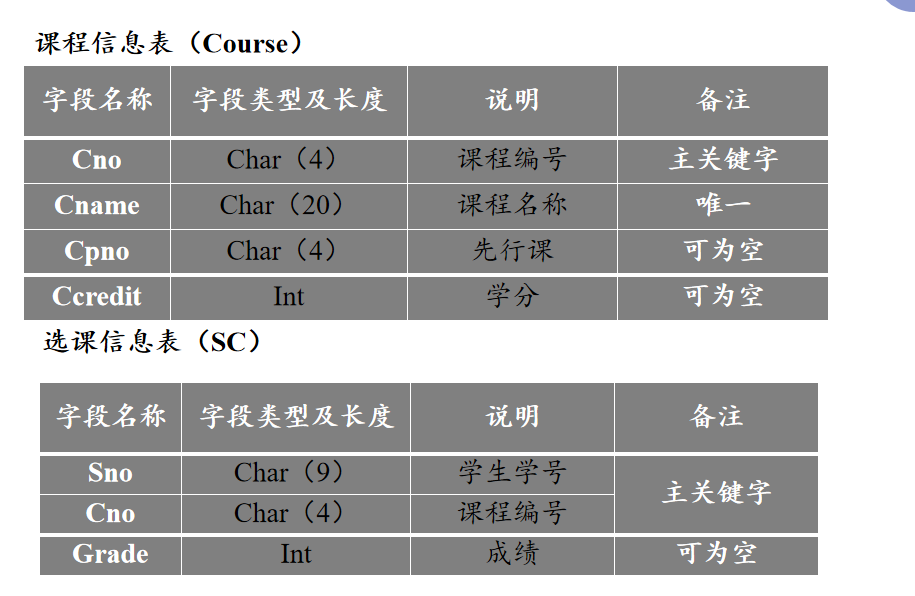 课程信息表（Course）
字段名称 字段类型及长度 说明 备注
Cno Char（4） 课程编号 主关键字
Cname Char（20） 课程名称 唯一
Cpno Char（4） 先行课 可为空
Ccredit Int 学分 可为空
选课信息表（SC）
字段名称 字段类型及长度 说明 备注
Sno Char（9） 学生学号 主关键字
Cno Char（4） 课程编号
Grade Int 成绩 可为空